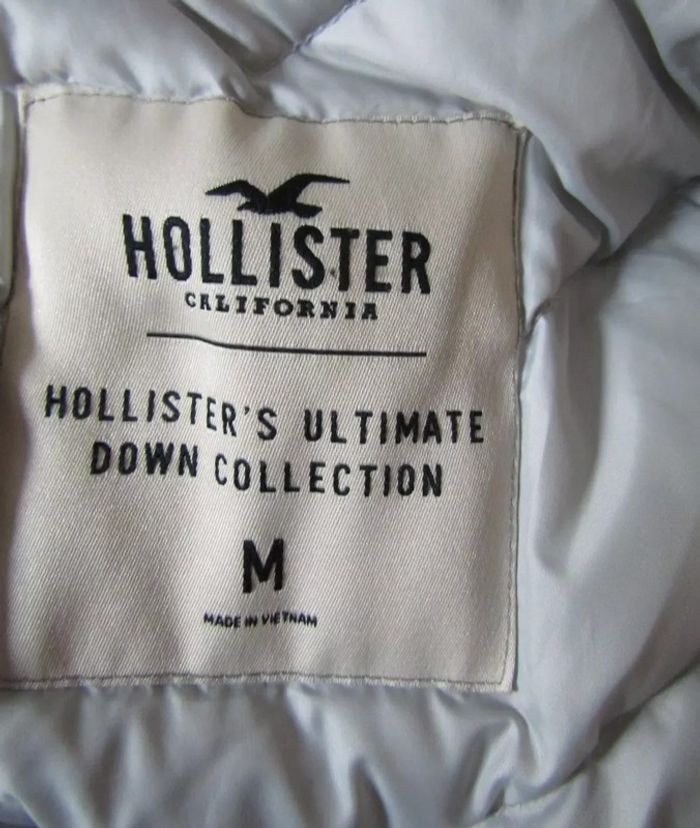 HOLLISTER
CALIFORNIA
HOLLISTER'S ULTIMATE
DOWN COLLECTION
M
MADE IN VIETNAM